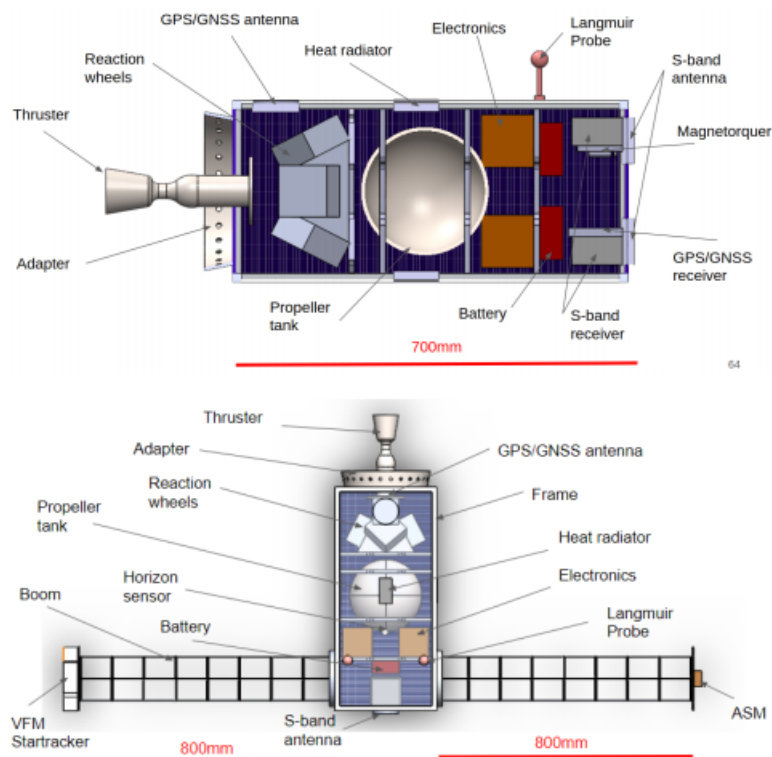 GPS/GNSS antenna
Electronics
Langmuir
Probe
Reaction
wheels
Heat radiator
S-band
antenna
Thruster
Magnetorquer
Adapter
GPS/GNSS
receiver
Propeller
tank
Battery
S-band
receiver
700mm
64
Thruster
Adapter
GPS/GNSS antenna
Reaction
wheels
Frame
Propeller
tank
Heat radiator
Horizon
sensor
Electronics
Boom
Battery
Langmuir
Probe
VFM
Startracker
S-band
antenna
ASM
800mm
800mm